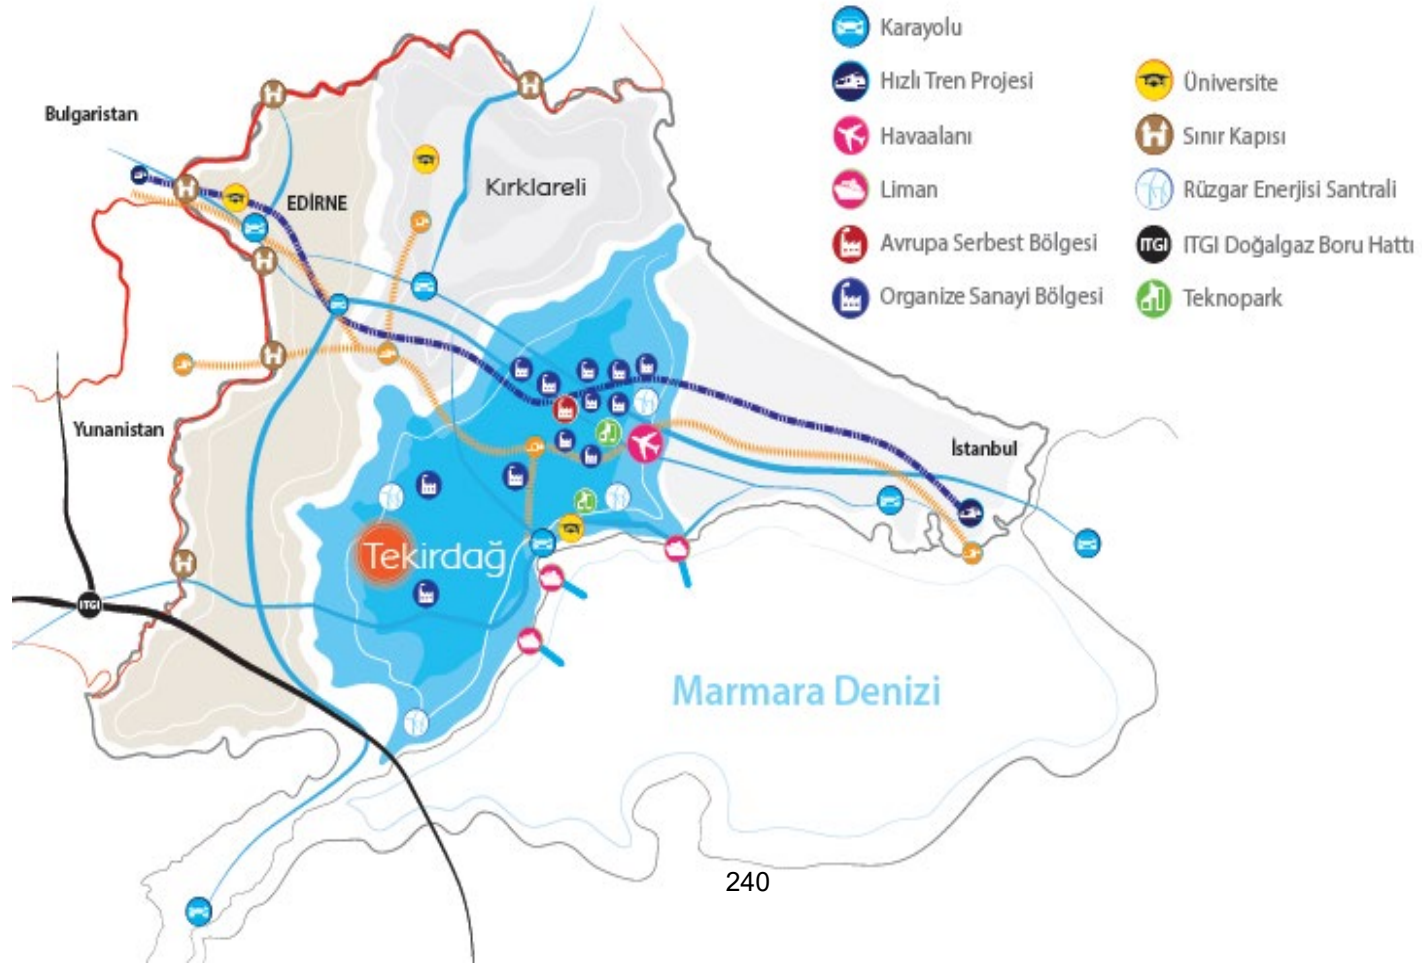 Karayolu
Hızlı Tren Projesi
Havaalanı
Liman
Avrupa Serbest Bölgesi
Organize Sanayi Bölgesi
Üniversite
Sınır Kapısı
Rüzgar Enerjisi Santrali
ITGI
ITGI Doğalgaz Boru Hattı
Teknopark
Bulgaristan
EDİRNE
Kırklareli
Yunanistan
İstanbul
Tekirdağ
ITGI
Marmara Denizi
240